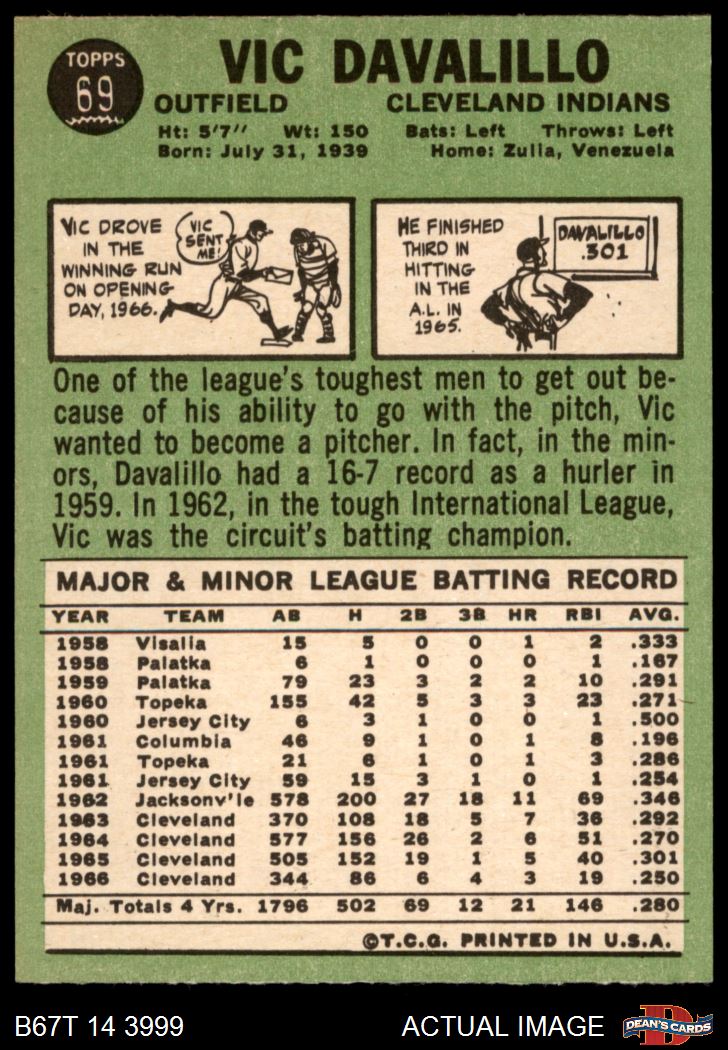 TOPPS
69
VIC DAVALILLO
OUTFIELD CLEVELAND INDIANS
Ht: 5'7" Wt: 150 Bats: Left Throws: Left
Born: July 31, 1939 Home: Zulia, Venezuela
VIC DROVE
IN THE
WINNING RUN
ON OPENING
DAY, 1966.
VIC
SENT
ME!
HE FINISHED
THIRD IN
HITTING
IN THE
A.L. IN
1965.
DAVALILLO
.301
One of the league's toughest men to get out be-
cause of his ability to go with the pitch, Vic
wanted to become a pitcher. In fact, in the min-
ors, Davalillo had a 16-7 record as a hurler in
1959. In 1962, in the tough International League,
Vic was the circuit's batting champion.
MAJOR & MINOR LEAGUE BATTING RECORD
YEAR TEAM AB H 2B 3B HR RBI AVG.
1958 Visalia 15 5 0 0 1 2 .333
1958 Palatka 6 1 0 0 0 1 .167
1959 Palatka 79 23 3 2 2 10 .291
1960 Topeka 155 42 5 3 3 23 .271
1960 Jersey City 6 3 1 0 0 1 .500
1961 Columbia 46 9 1 0 1 8 .196
1961 Topeka 21 6 1 0 1 3 .286
1961 Jersey City 59 15 3 1 0 1 .254
1962 Jacksonv'le 578 200 27 18 11 69 .346
1963 Cleveland 370 108 18 5 7 36 .292
1964 Cleveland 577 156 26 2 6 51 .270
1965 Cleveland 505 152 19 1 5 40 .301
1966 Cleveland 344 86 6 4 3 19 .250
Maj. Totals 4 Yrs. 1796 502 69 12 21 146 .280
©T.C.G. PRINTED IN U.S.A.
B67T 14 3999 ACTUAL IMAGE
D
DEAN'S CARDS